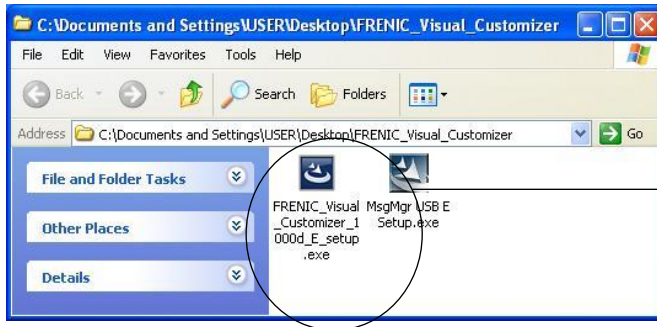 C:\Documents and Settings\USER\Desktop\FRENIC_Visual_Customizer
File Edit View Favorites Tools Help
Back Search Folders
Address C:\Documents and Settings\USER\Desktop\FRENIC_Visual_Customizer Go
File and Folder Tasks
Other Places
Details
FRENIC_Visual
_Customizer_1
000d_E_setup
.exe
MsgMgr USB E
Setup.exe